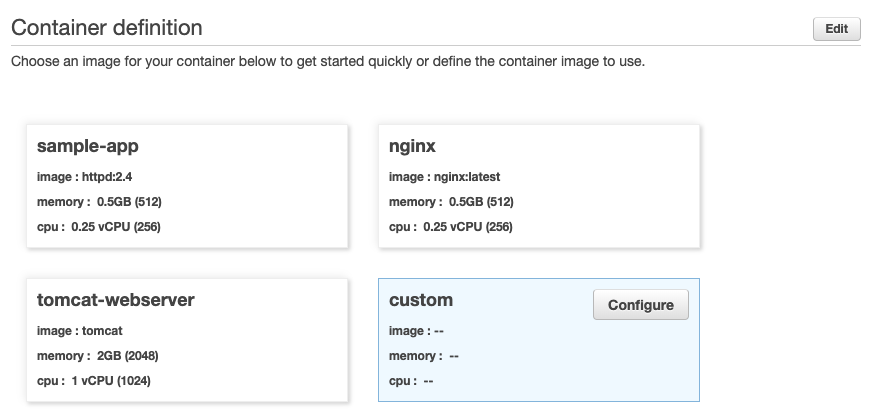 Container definition
Edit
Choose an image for your container below to get started quickly or define the container image to use.
sample-app
image : httpd:2.4
memory : 0.5GB (512)
cpu : 0.25 vCPU (256)
nginx
image : nginx:latest
memory : 0.5GB (512)
cpu : 0.25 vCPU (256)
tomcat-webserver
image : tomcat
memory : 2GB (2048)
cpu : 1 vCPU (1024)
custom
Configure
image : --
memory : --
cpu : --